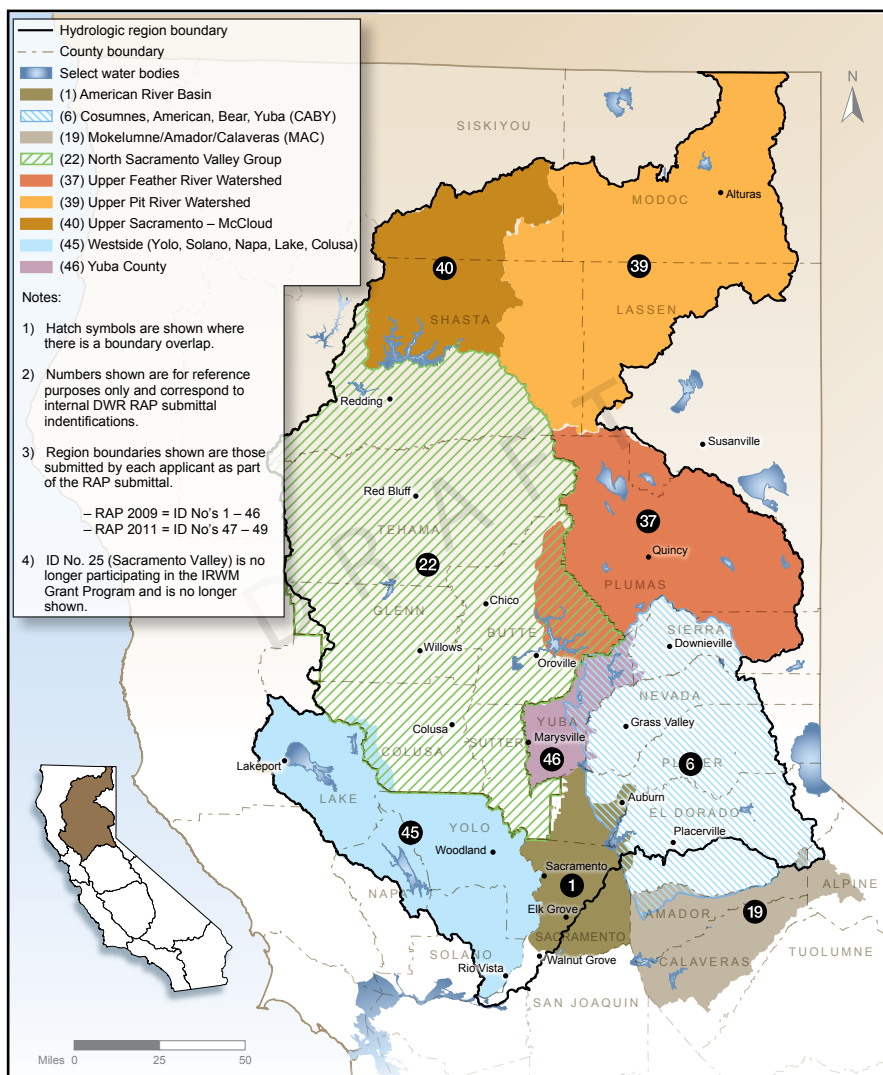 Hydrologic region boundary
County boundary
Select water bodies
(1) American River Basin
(6) Cosumnes, American, Bear, Yuba (CABY)
(19) Mokelumne/Amador/Calaveras (MAC)
(22) North Sacramento Valley Group
(37) Upper Feather River Watershed
(39) Upper Pit River Watershed
(40) Upper Sacramento – McCloud
(45) Westside (Yolo, Solano, Napa, Lake, Colusa)
(46) Yuba County
Notes:
1) Hatch symbols are shown where
there is a boundary overlap.
2) Numbers shown are for reference
purposes only and correspond to
internal DWR RAP submittal
indentifications.
3) Region boundaries shown are those
submitted by each applicant as part
of the RAP submittal.
– RAP 2009 = ID No's 1 – 46
– RAP 2011 = ID No's 47 – 49
4) ID No. 25 (Sacramento Valley) is no
longer participating in the IRWM
Grant Program and is no longer
shown.
N
SISKIYOU
MODOC
Alturas
40
39
SHASTA
LASSEN
Redding
Susanville
Red Bluff
TEHAMA
37
Quincy
22
PLUMAS
Chico
GLENN
BUTTE
SIERRA
Downieville
Willows
Oroville
NEVADA
Colusa
YUBA
Grass Valley
SUTTER
Marysville
COLUSA
46
PLACER
6
Lakeport
LAKE
Auburn
EL DORADO
45
YOLO
Placerville
Woodland
Sacramento
1
NAPA
ALPINE
Elk Grove
AMADOR
19
SACRAMENTO
SOLANO
Walnut Grove
CALAVERAS
TUOLUMNE
Rio Vista
SAN JOAQUIN
DRAFT
Miles 0 25 50